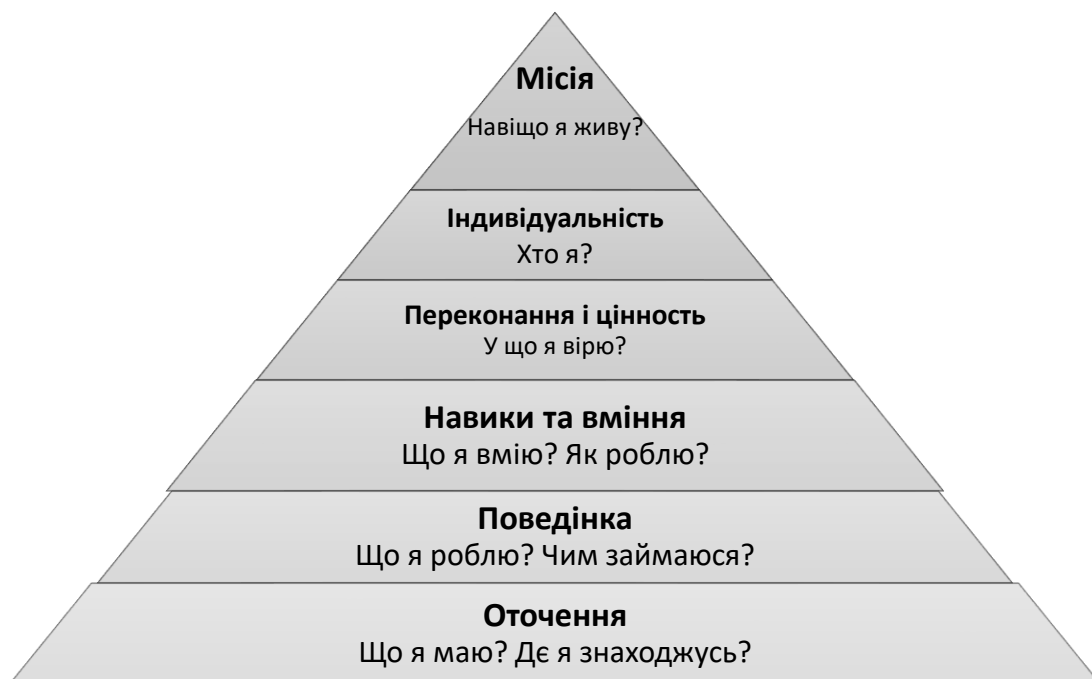 Місія
Навіщо я живу?
Індивідуальність
Хто я?
Переконання і цінность
У що я вірю?
Навики та вміння
Що я вмію? Як роблю?
Поведінка
Що я роблю? Чим займаюся?
Оточення
Що я маю? Дє я знаходжусь?